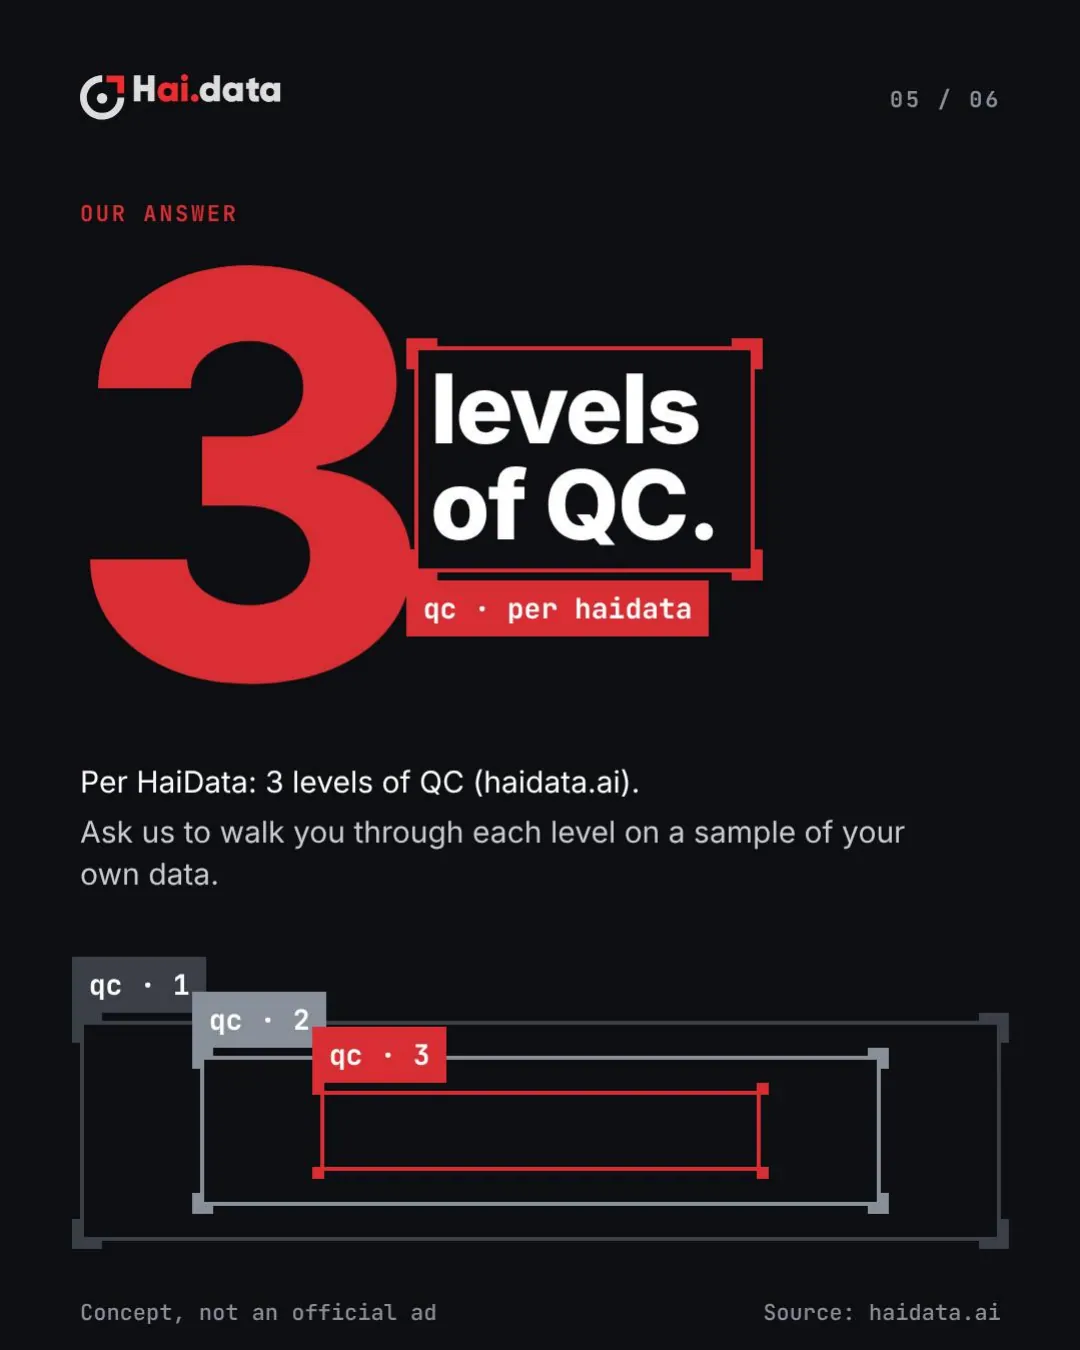 Hai.data
05 / 06
OUR ANSWER
3
levels
of QC.
qc · per haidata
Per HaiData: 3 levels of QC (haidata.ai).
Ask us to walk you through each level on a sample of your
own data.
qc · 1
qc · 2
qc · 3
Concept, not an official ad
Source: haidata.ai